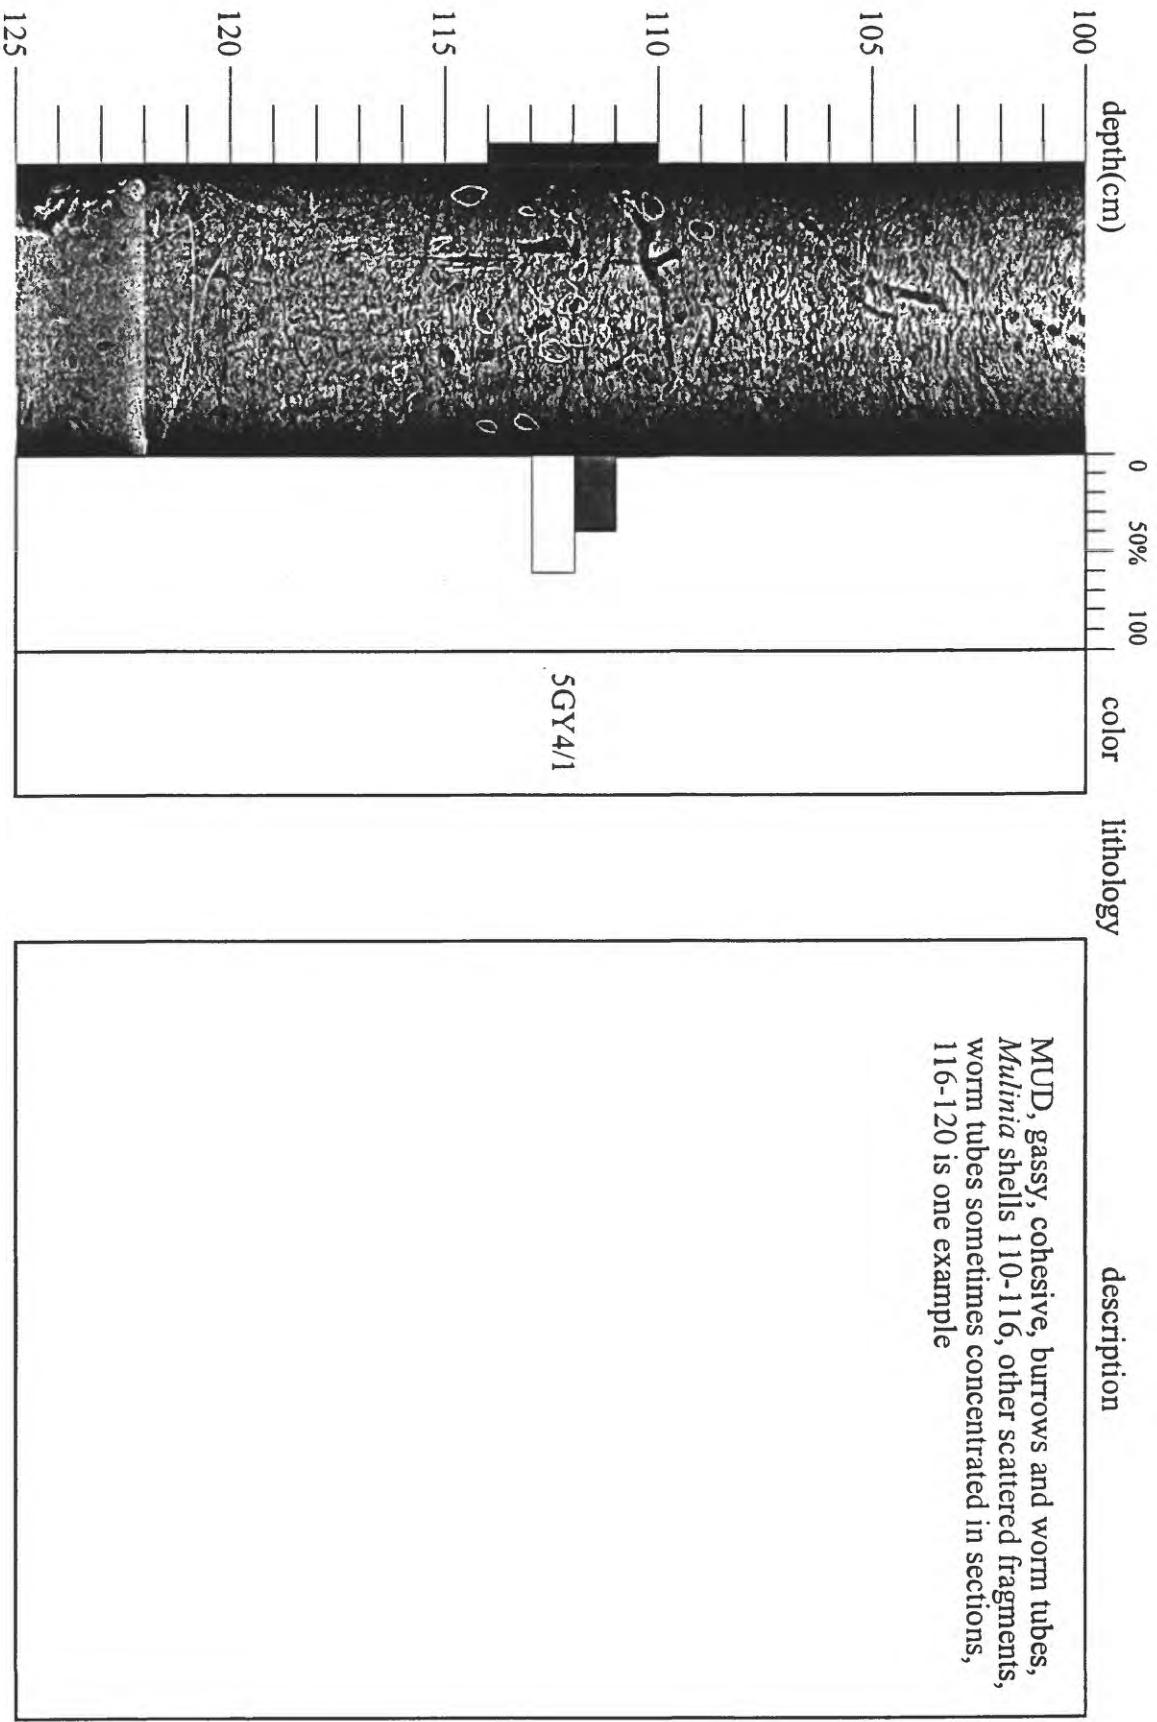 depth(cm)
0 50% 100
color
lithology
description
100
105
110
115
120
125
5GY4/1
MUD, gassy, cohesive, burrows and worm tubes,
Mulinia shells 110-116, other scattered fragments,
worm tubes sometimes concentrated in sections,
116-120 is one example